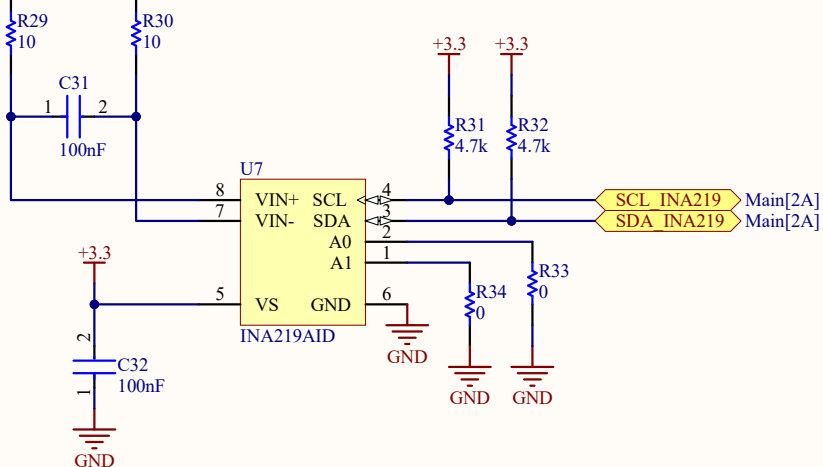 R29
10
R30
10
C31
1
2
100nF
+3.3
+3.3
R31
4.7k
R32
4.7k
U7
8
VIN+
SCL
4
SCL_INA219
Main[2A]
7
VIN-
SDA
3
SDA_INA219
Main[2A]
A0
2
A1
1
+3.3
R33
0
R34
0
5
VS
GND
6
INA219AID
GND
2
C32
100nF
1
GND
GND
GND